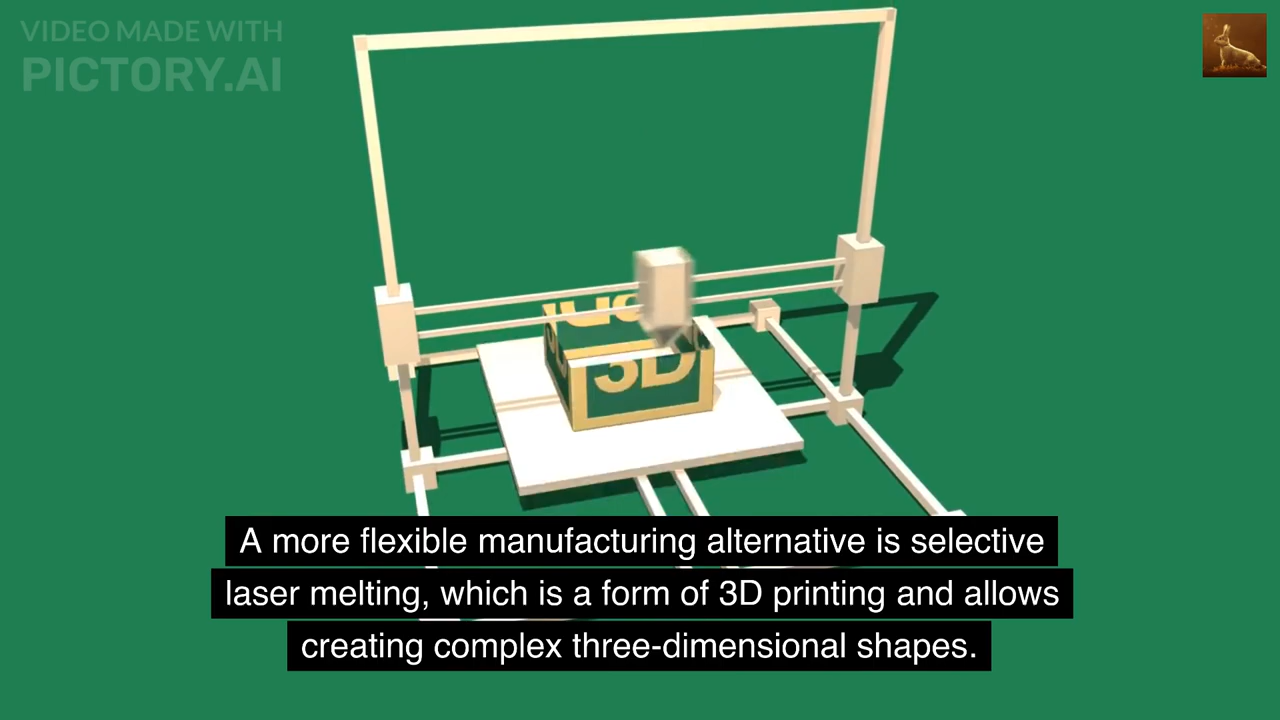 VIDEO MADE WITH
PICTORY.AI
3D
A more flexible manufacturing alternative is selective
laser melting, which is a form of 3D printing and allows
creating complex three-dimensional shapes.